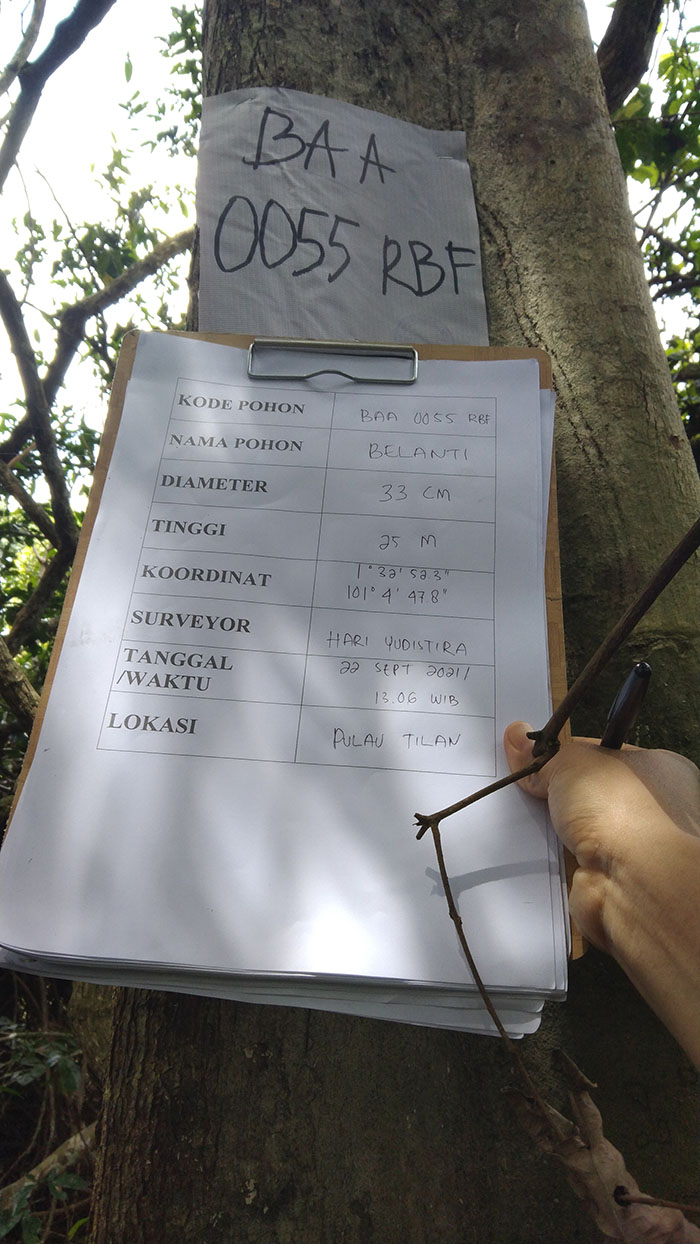 BAA
0055 RBF
KODE POHON BAA 0055 RBF
NAMA POHON BELANTI
DIAMETER 33 CM
TINGGI 25 M
KOORDINAT 1°32'52.3"
101°4'47.8"
SURVEYOR HARI YUDISTIRA
TANGGAL 22 SEPT 2021/
/WAKTU 13.06 WIB
LOKASI PULAU TILAN